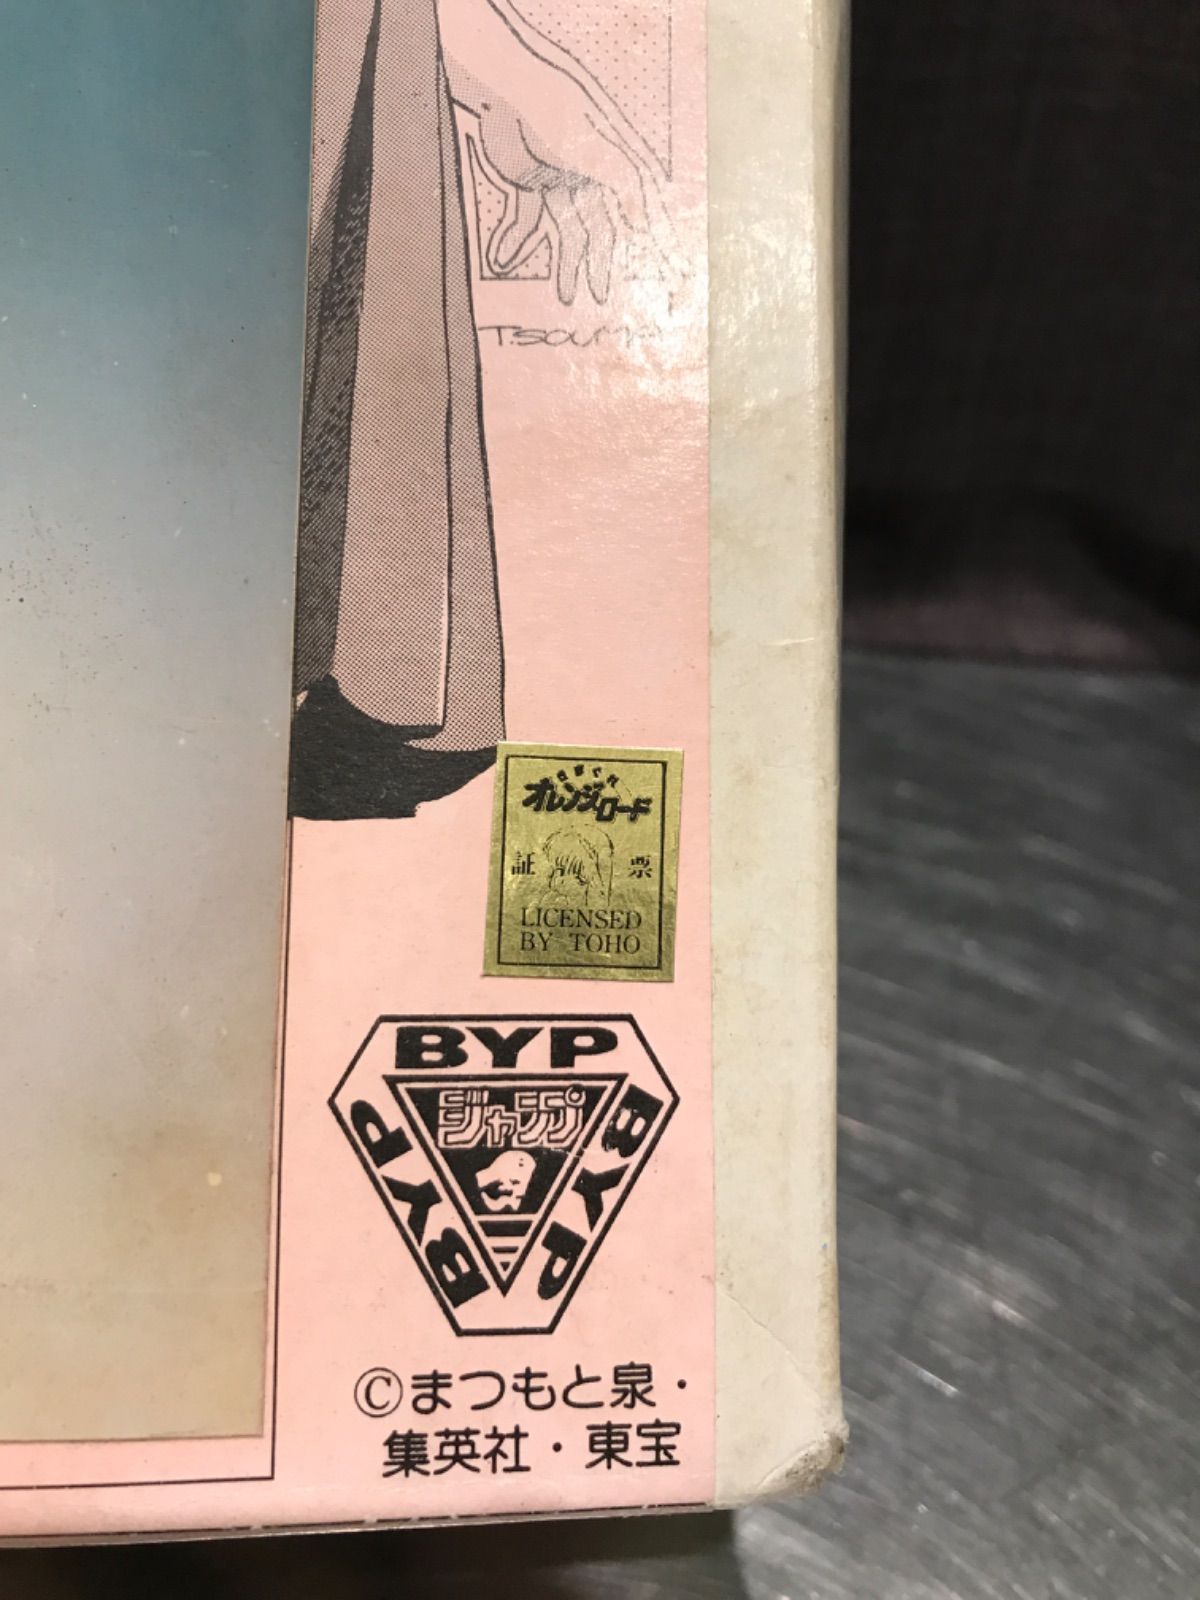 T.SOUMA
きまぐれ
オレンジロード
証 票
LICENSED
BY TOHO
BYP
BYP
BYP
ジャンプ
©まつもと泉・
集英社・東宝